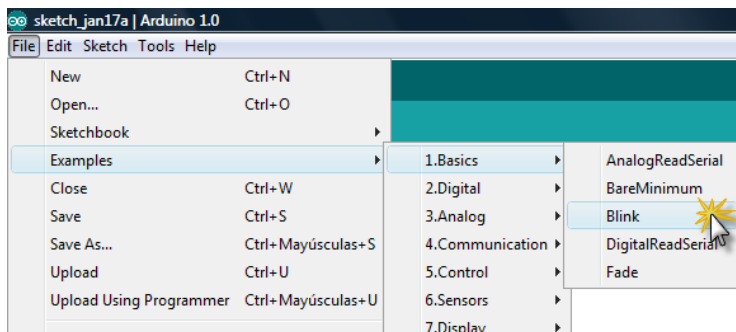 sketch_jan17a | Arduino 1.0
File Edit Sketch Tools Help
New Ctrl+N
Open... Ctrl+O
Sketchbook
Examples 1.Basics AnalogReadSerial
Close Ctrl+W 2.Digital BareMinimum
Save Ctrl+S 3.Analog Blink
Save As... Ctrl+Mayúsculas+S 4.Communication DigitalReadSerial
Upload Ctrl+U 5.Control Fade
Upload Using Programmer Ctrl+Mayúsculas+U 6.Sensors
7.Display